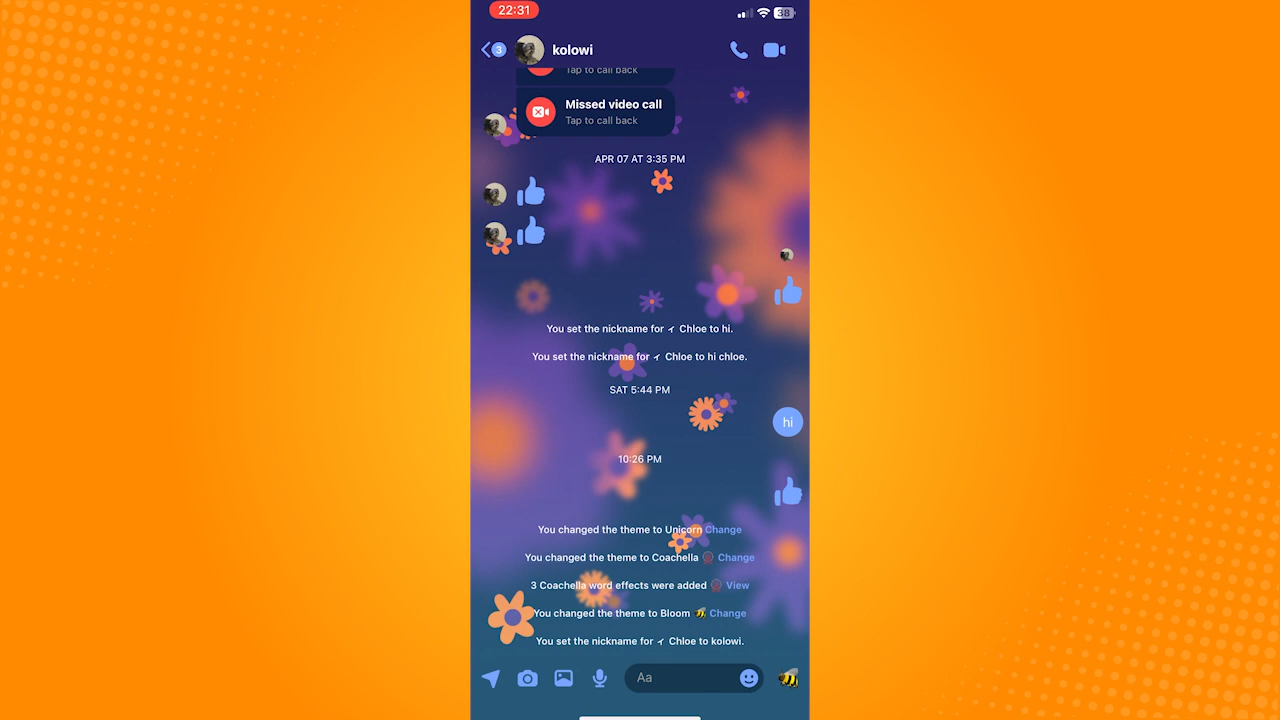 22:31
38
3
kolowi
Tap to call back
Missed video call
Tap to call back
APR 07 AT 3:35 PM
You set the nickname for イ Chloe to hi.
You set the nickname for イ Chloe to hi chloe.
SAT 5:44 PM
hi
10:26 PM
You changed the theme to Unicorn Change
You changed the theme to Coachella Change
3 Coachella word effects were added View
You changed the theme to Bloom 🐝 Change
You set the nickname for イ Chloe to kolowi.
Aa